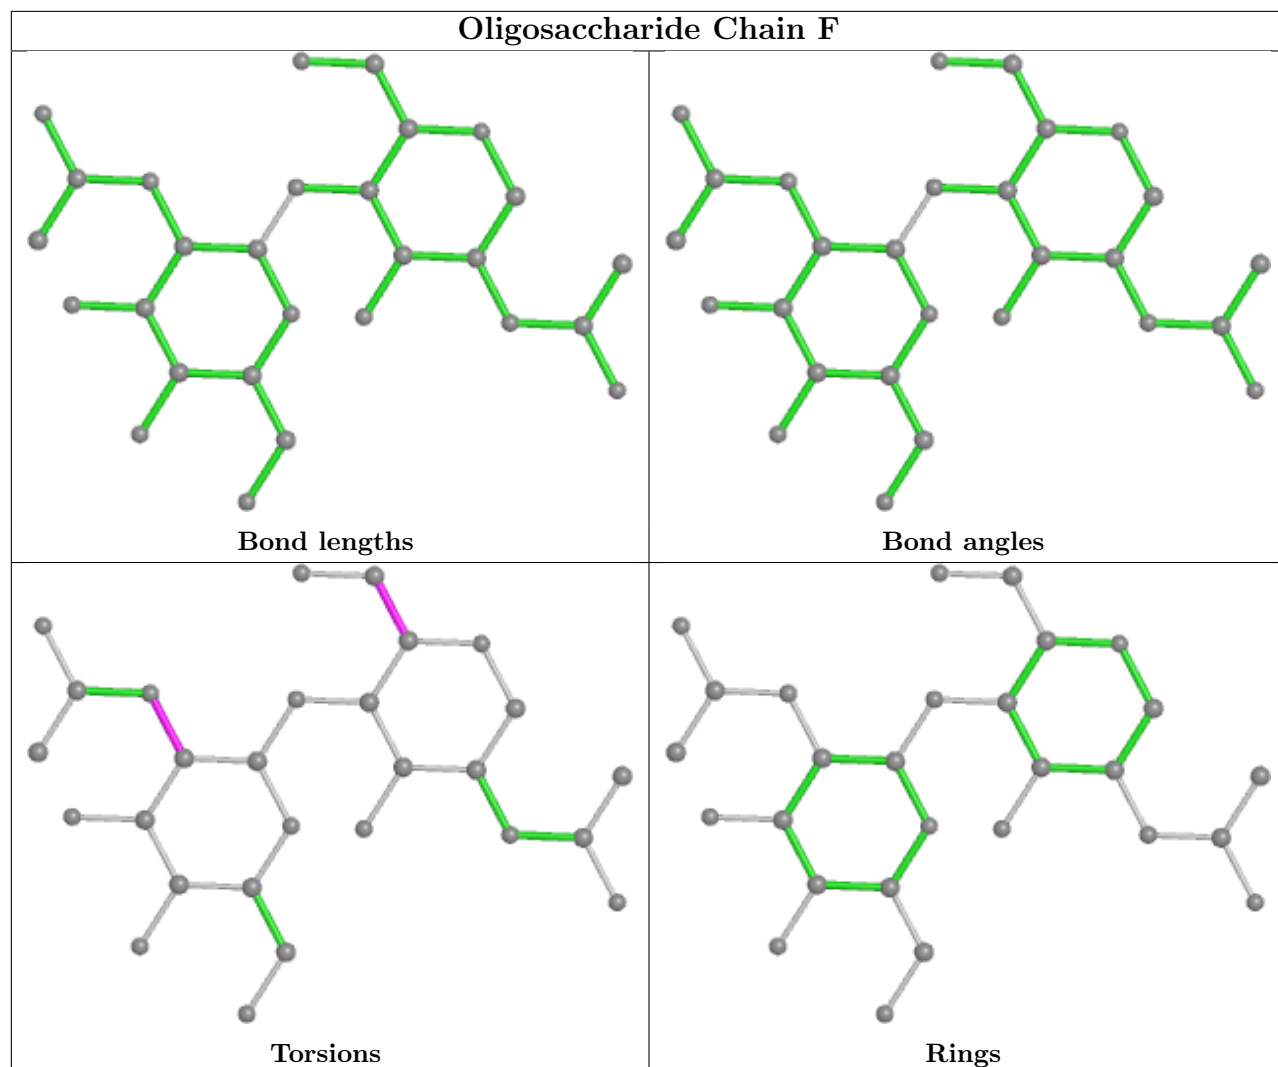 Oligosaccharide Chain F
Bond lengths
Bond angles
Torsions
Rings